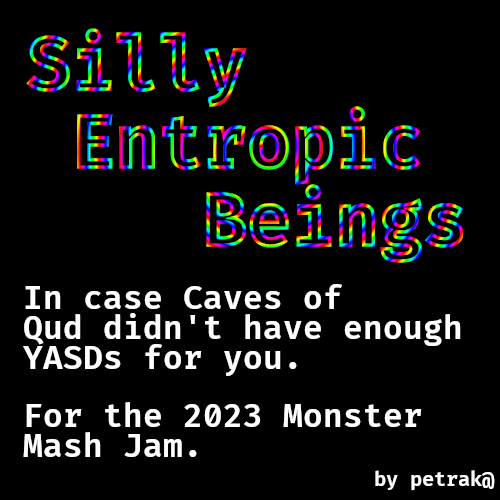 Silly
Entropic
Beings
In case Caves of
Qud didn't have enough
YASDs for you.
For the 2023 Monster
Mash Jam.
by petrak@